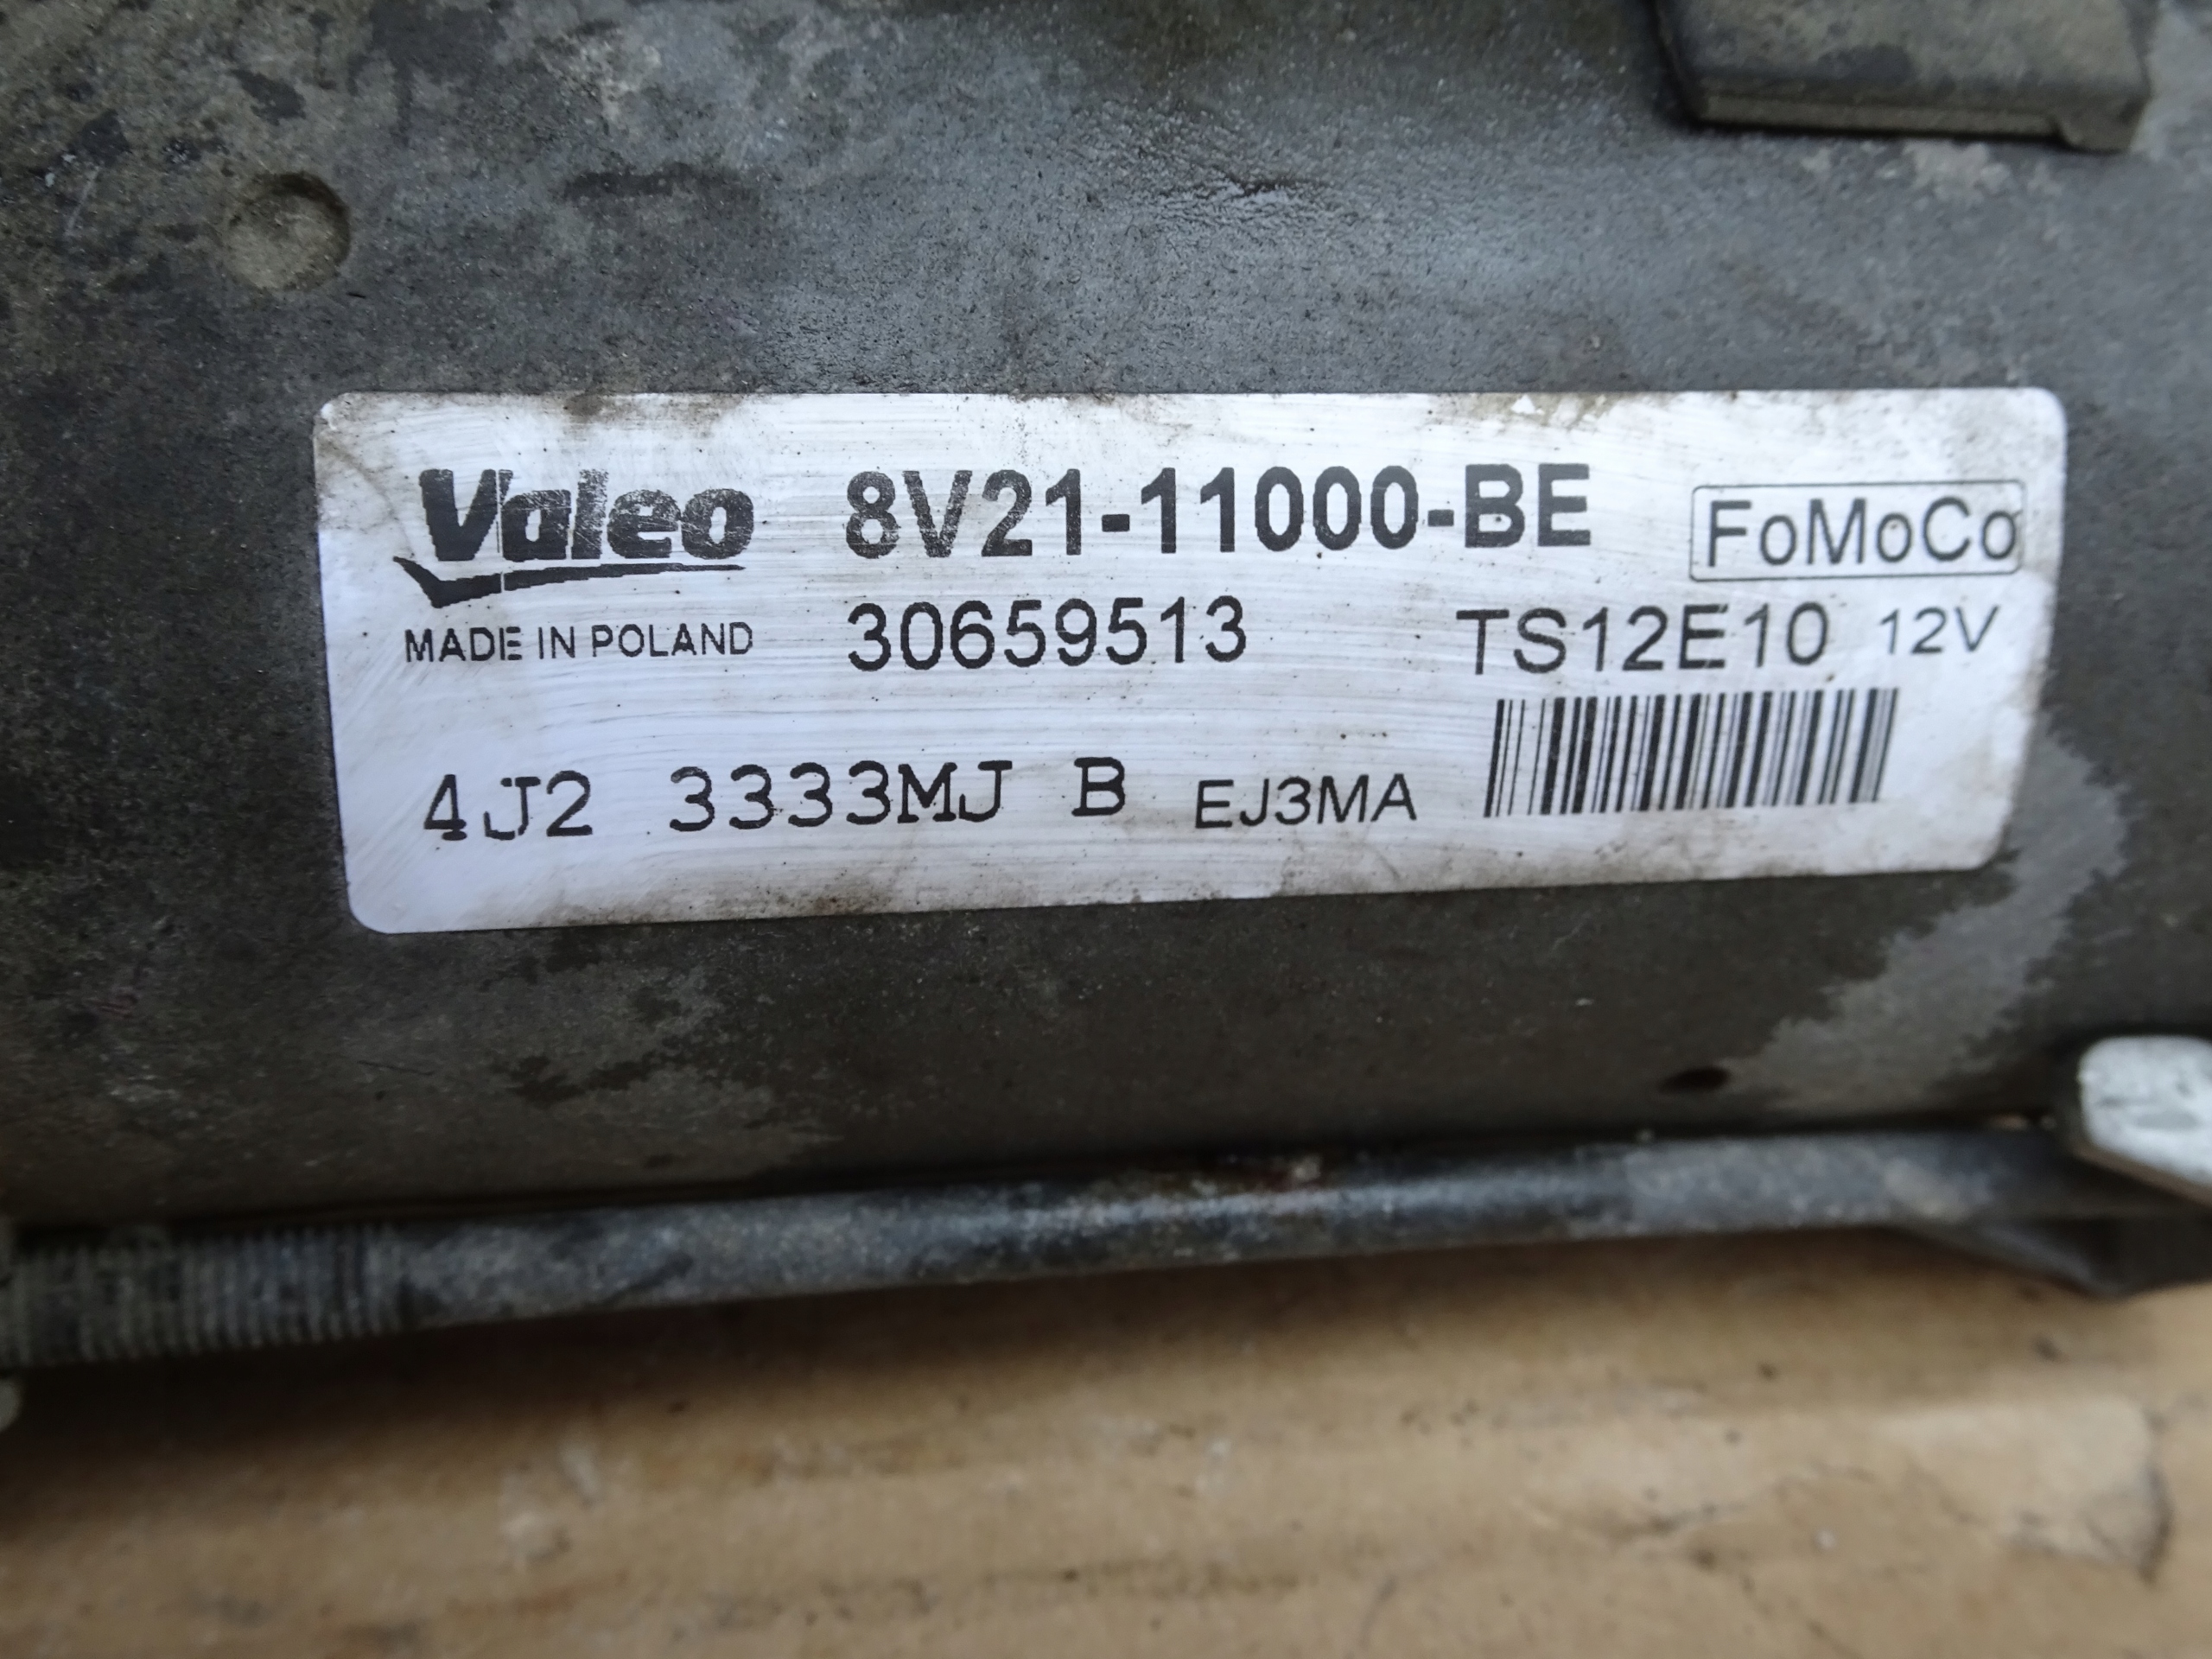 Valeo 8V21-11000-BE FoMoCo
MADE IN POLAND 30659513 TS12E10 12V
4J2 3333MJ B EJ3MA